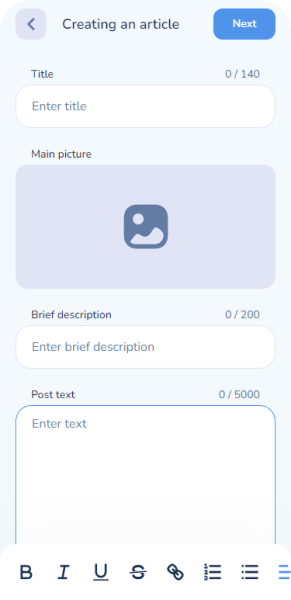 Creating an article
Next
Title 0 / 140
Enter title
Main picture
Brief description 0 / 200
Enter brief description
Post text 0 / 5000
Enter text
B I U S